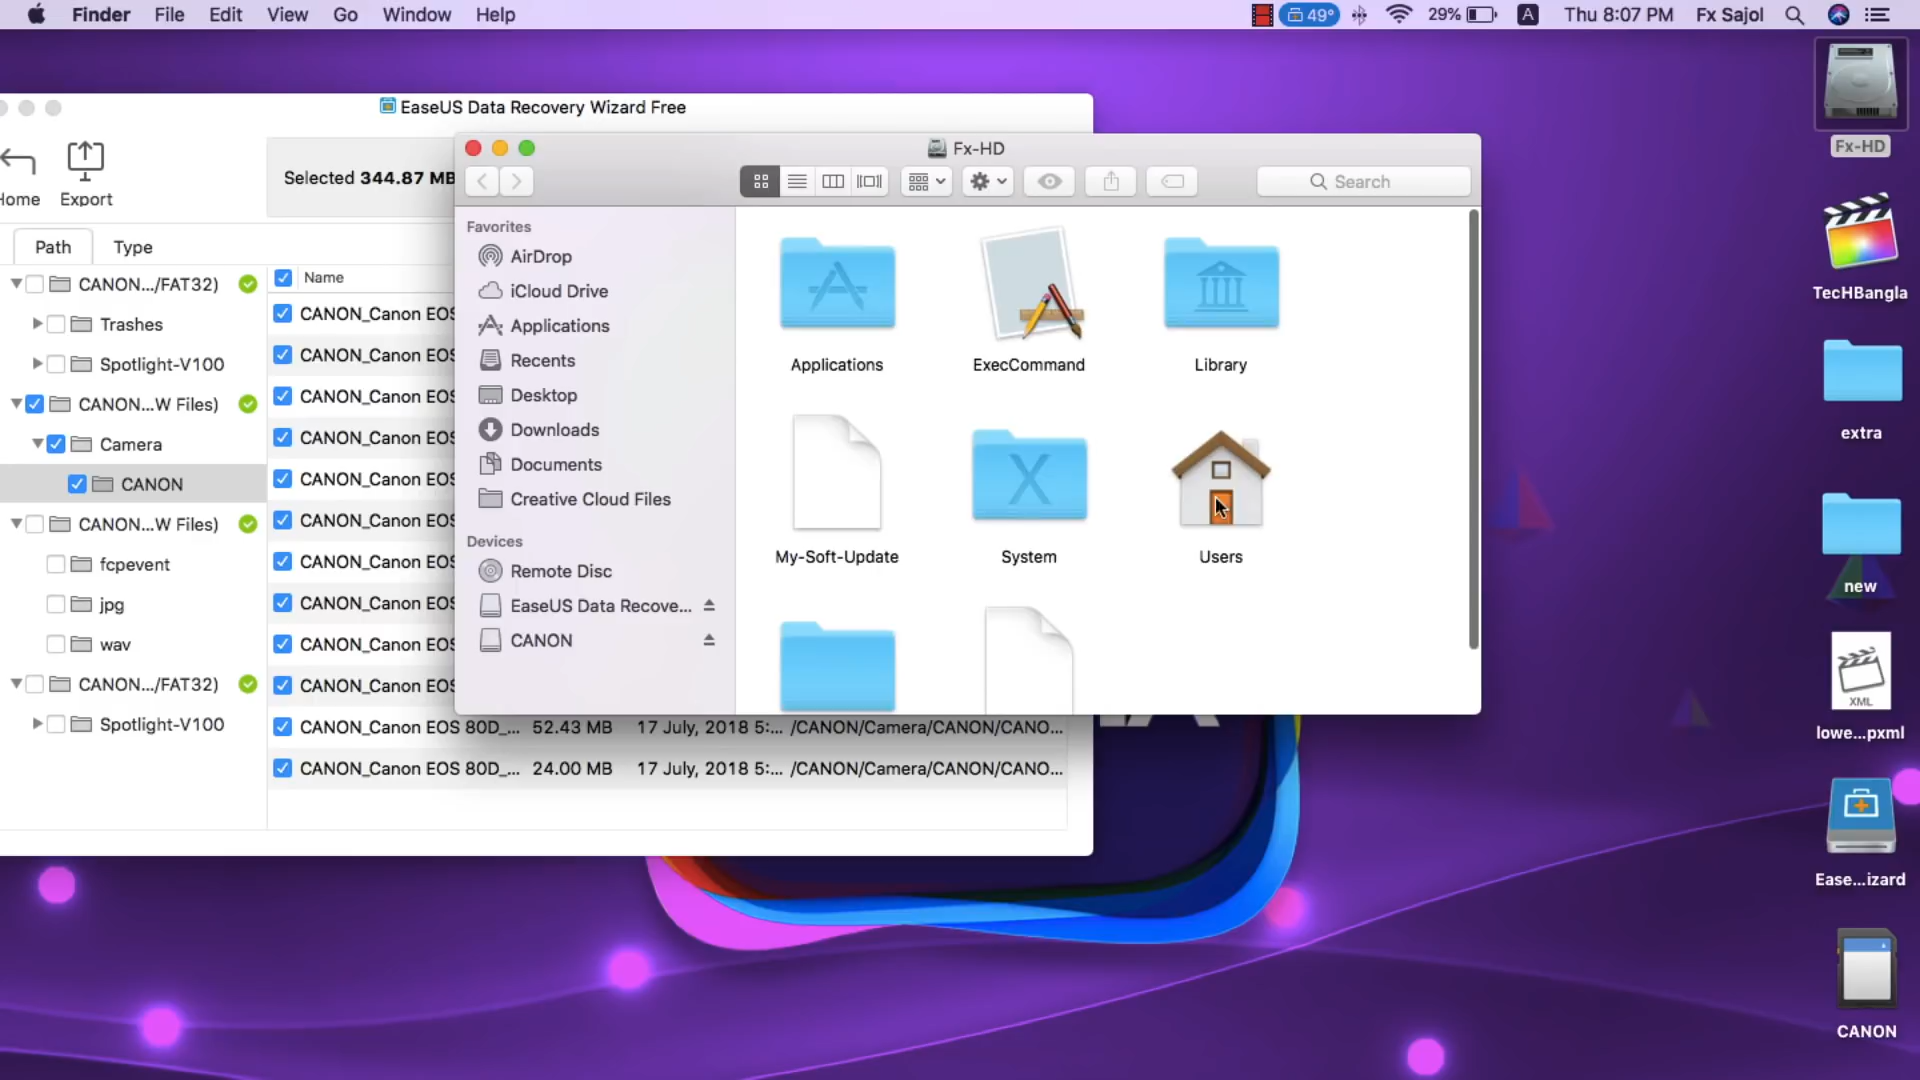 Finder File Edit View Go Window Help
49° 29% A Thu 8:07 PM Fx Sajol
EaseUS Data Recovery Wizard Free
Home Export
Selected 344.87 MB
Path Type
CANON.../FAT32)
Trashes
Spotlight-V100
CANON...W Files)
Camera
CANON
CANON...W Files)
fcpevent
jpg
wav
CANON.../FAT32)
Spotlight-V100
Name
CANON_Canon EOS
CANON_Canon EOS
CANON_Canon EOS
CANON_Canon EOS
CANON_Canon EOS
CANON_Canon EOS
CANON_Canon EOS
CANON_Canon EOS
CANON_Canon EOS
CANON_Canon EOS
CANON_Canon EOS 80D_... 52.43 MB 17 July, 2018 5:... /CANON/Camera/CANON/CANO...
CANON_Canon EOS 80D_... 24.00 MB 17 July, 2018 5:... /CANON/Camera/CANON/CANO...
Fx-HD
Search
Favorites
AirDrop
iCloud Drive
Applications
Recents
Desktop
Downloads
Documents
Creative Cloud Files
Devices
Remote Disc
EaseUS Data Recove...
CANON
Applications ExecCommand Library
My-Soft-Update System Users
Fx-HD
TecHBangla
extra
new
XML
lowe...pxml
Ease...izard
CANON